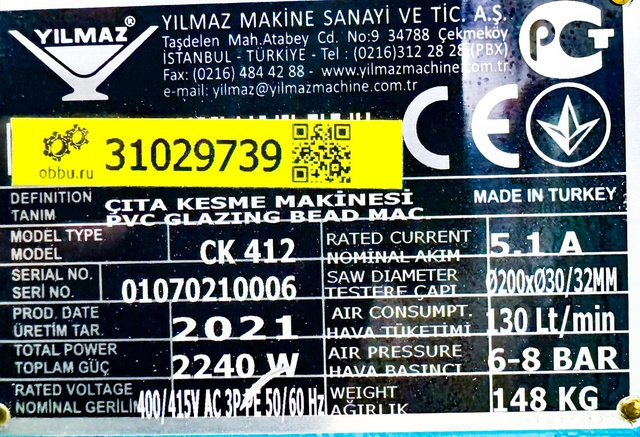 YILMAZ®
YILMAZ MAKİNE SANAYİ VE TİC. A.Ş.
Taşdelen Mah.Atabey Cd. No:9 34788 Çekmeköy
İSTANBUL - TÜRKİYE - Tel : (0216)312 28 28 (PBX)
Fax: (0216) 484 42 88 - www.yilmazmachine.com.tr
e-mail: yilmaz@yilmazmachine.com.tr
PCT
CE
obbu.ru
31029739
DEFINITION
TANIM
ÇITA KESME MAKİNESİ
PVC GLAZING BEAD MAC.
MADE IN TURKEY
MODEL TYPE
MODEL
CK 412
RATED CURRENT
NOMİNAL AKIM
5.1 A
SERIAL NO.
SERİ NO.
01070210006
SAW DIAMETER
TESTERE ÇAPI
Ø200xØ30/32MM
PROD. DATE
ÜRETİM TAR.
2021
AIR CONSUMPT.
HAVA TÜKETİMİ
130 Lt/min
TOTAL POWER
TOPLAM GÜÇ
2240 W
AIR PRESSURE
HAVA BASINCI
6-8 BAR
RATED VOLTAGE
NOMİNAL GERİLİM
400/415V AC 3P+PE 50/60 Hz
WEIGHT
AĞIRLIK
148 KG